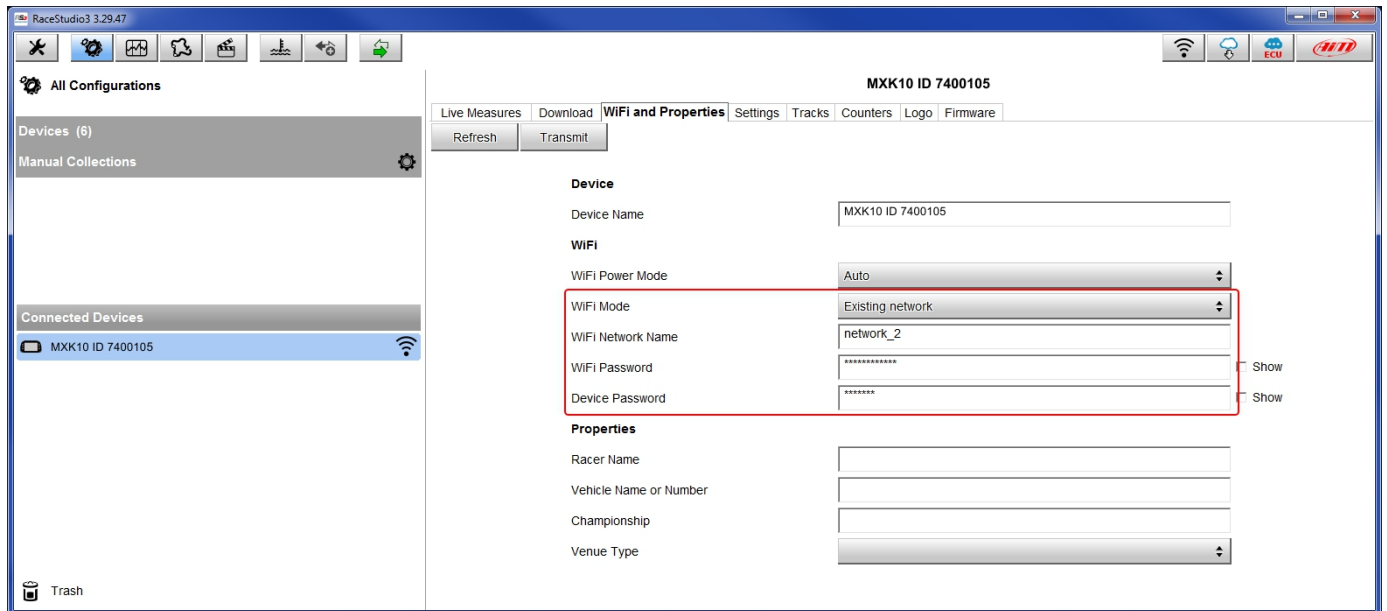 RaceStudio3 3.29.47
ECU
AiM
All Configurations
MXK10 ID 7400105
Devices (6)
Manual Collections
Live Measures Download WiFi and Properties Settings Tracks Counters Logo Firmware
Refresh Transmit
Device
Device Name MXK10 ID 7400105
WiFi
WiFi Power Mode Auto
WiFi Mode Existing network
WiFi Network Name network_2
WiFi Password ************ Show
Device Password ******* Show
Connected Devices
MXK10 ID 7400105
Properties
Racer Name
Vehicle Name or Number
Championship
Venue Type
Trash